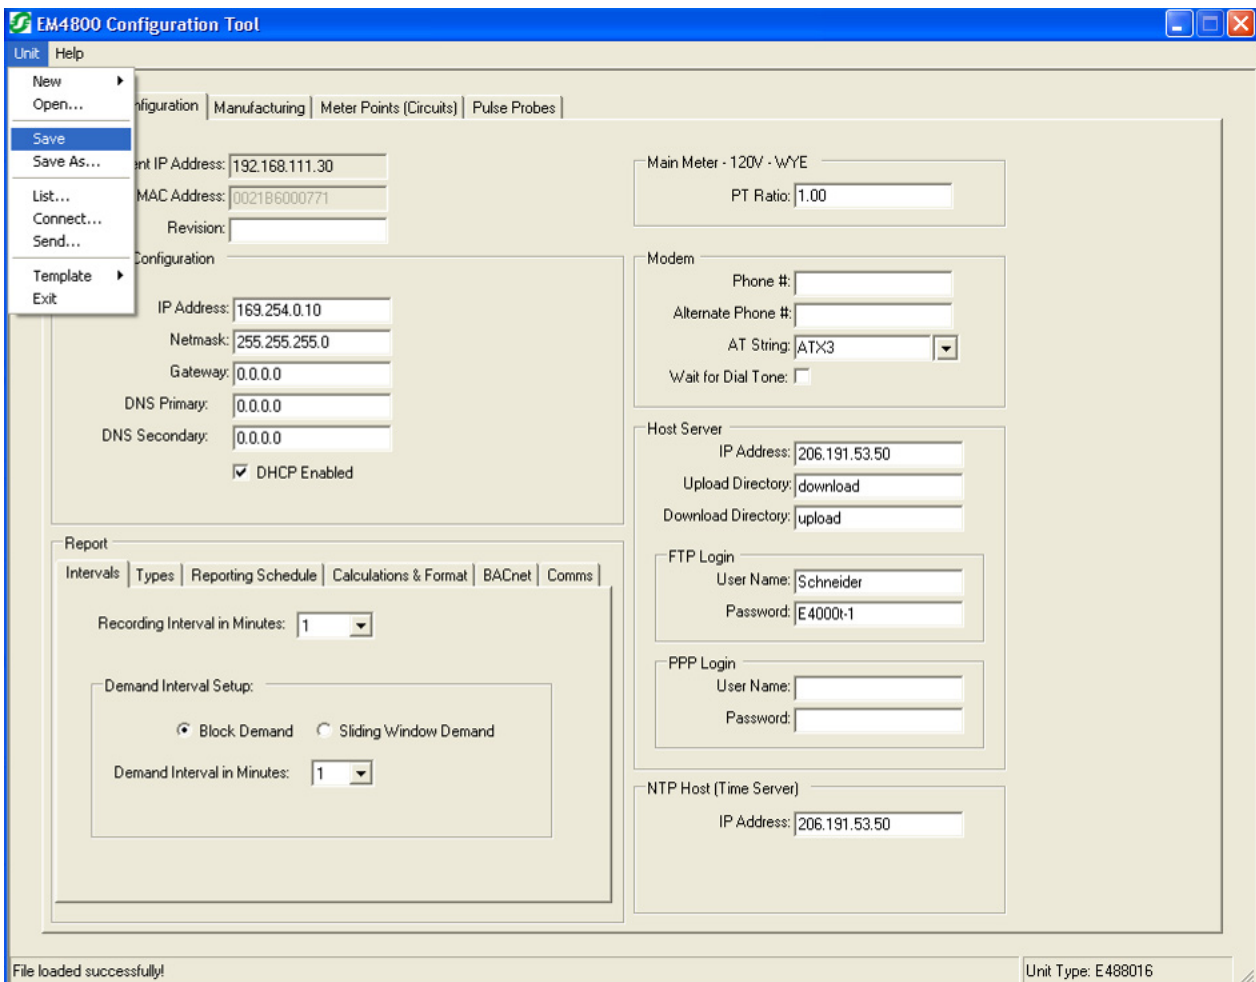 EM4800 Configuration Tool
Unit Help
New
Open...
Save
Save As...
List...
Connect...
Send...
Template
Exit
Manufacturing Meter Points (Circuits) Pulse Probes
IP Address: 192.168.111.30
MAC Address: 0021B6000771
Revision:
Configuration
IP Address: 169.254.0.10
Netmask: 255.255.255.0
Gateway: 0.0.0.0
DNS Primary: 0.0.0.0
DNS Secondary: 0.0.0.0
DHCP Enabled
Report
Intervals Types Reporting Schedule Calculations & Format BACnet Comms
Recording Interval in Minutes: 1
Demand Interval Setup:
Block Demand Sliding Window Demand
Demand Interval in Minutes: 1
Main Meter - 120V - WYE
PT Ratio: 1.00
Modem
Phone #:
Alternate Phone #:
AT String: ATX3
Wait for Dial Tone:
Host Server
IP Address: 206.191.53.50
Upload Directory: download
Download Directory: upload
FTP Login
User Name: Schneider
Password: E4000t-1
PPP Login
User Name:
Password:
NTP Host (Time Server)
IP Address: 206.191.53.50
File loaded successfully!
Unit Type: E488016